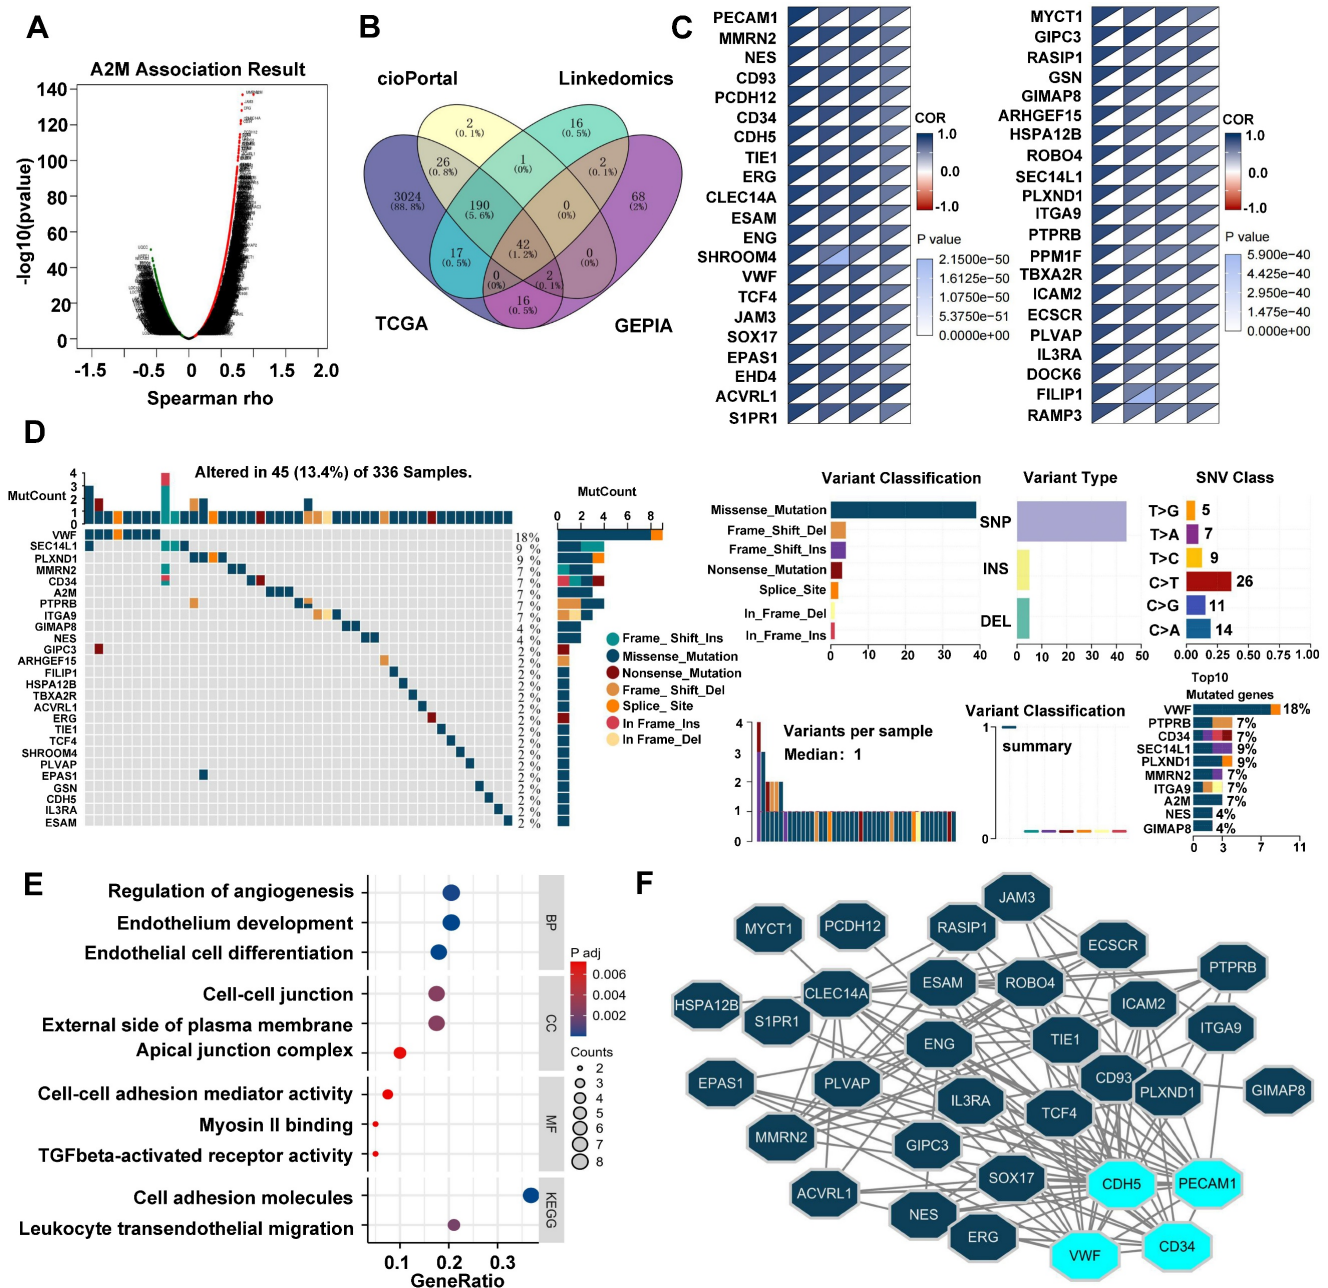 A
A2M Association Result
-log10(pvalue)
140
120
100
80
60
40
20
0
-1.5
-0.5
0
0.5
1.5
2.0
Spearman rho
B
cioPortal
Linkedomics
TCGA
GEPIA
2
(0.1%)
16
(0.5%)
26
(0.8%)
1
(0%)
2
(0.1%)
3024
(88.8%)
190
(5.6%)
0
(0%)
68
(2%)
17
(0.5%)
42
(1.2%)
0
(0%)
0
(0%)
2
(0.1%)
16
(0.5%)
C
PECAM1
MMRN2
NES
CD93
PCDH12
CD34
CDH5
TIE1
ERG
CLEC14A
ESAM
ENG
SHROOM4
VWF
TCF4
JAM3
SOX17
EPAS1
EHD4
ACVRL1
S1PR1
COR
1.0
0.0
-1.0
P value
2.1500e-50
1.6125e-50
1.0750e-50
5.3751e-51
0.0000e+00
MYCT1
GIPC3
RASIP1
GSN
GIMAP8
ARHGEF15
HSPA12B
ROBO4
SEC14L1
PLXND1
ITGA9
PTPRB
PPM1F
TBXA2R
ICAM2
ECSCR
PLVAP
IL3RA
DOCK6
FILIP1
RAMP3
COR
1.0
0.0
-1.0
P value
5.900e-40
4.425e-40
2.950e-40
1.475e-40
0.000e+00
D
Altered in 45 (13.4%) of 336 Samples.
MutCount
4
3
2
1
0
MutCount
0 2 4 6 8
VWF 18%
SEC14L1 9 %
PLXND1 9 %
MMRN2 7 %
CD34 7 %
A2M 7 %
PTPRB 7 %
ITGA9 7 %
GIMAP8 4 %
NES 4 %
GIPC3 2 %
ARHGEF15 2 %
FILIP1 2 %
HSPA12B 2 %
TBXA2R 2 %
ACVRL1 2 %
ERG 2 %
TIE1 2 %
TCF4 2 %
SHROOM4 2 %
PLVAP 2 %
EPAS1 2 %
GSN 2 %
CDH5 2 %
IL3RA 2 %
ESAM 2 %
Frame_Shift_Ins
Missense_Mutation
Nonsense_Mutation
Frame_Shift_Del
Splice_ Site
In Frame_Ins
In Frame_Del
Variant Classification
Missense_Mutation
Frame_Shift_Del
Frame_Shift_Ins
Nonsense_Mutation
Splice_Site
In_Frame_Del
In_Frame_Ins
0 10 20 30 40
Variant Type
SNP
INS
DEL
0 10 20 30 40
SNV Class
T>G 5
T>A 7
T>C 9
C>T 26
C>G 11
C>A 14
0.00 0.25 0.50 0.75 1.00
Variants per sample
Median: 1
4
3
2
1
0
Variant Classification
summary
1
0
Top10
Mutated genes
VWF 18%
PTPRB 7%
CD34 7%
SEC14L1 9%
PLXND1 9%
MMRN2 7%
ITGA9 7%
A2M 7%
NES 4%
GIMAP8 4%
0 3 7 11
E
Regulation of angiogenesis
Endothelium development
Endothelial cell differentiation
BP
Cell-cell junction
External side of plasma membrane
Apical junction complex
CC
Cell-cell adhesion mediator activity
Myosin II binding
TGFbeta-activated receptor activity
MF
Cell adhesion molecules
Leukocyte transendothelial migration
KEGG
0.1 0.2 0.3
GeneRatio
P adj
0.006
0.004
0.002
Counts
2
3
4
5
6
7
8
F
JAM3
MYCT1
PCDH12
RASIP1
ECSCR
PTPRB
CLEC14A
ESAM
ROBO4
ICAM2
HSPA12B
S1PR1
ITGA9
ENG
TIE1
EPAS1
PLVAP
CD93
PLXND1
GIMAP8
IL3RA
TCF4
MMRN2
GIPC3
ACVRL1
SOX17
CDH5
PECAM1
NES
ERG
VWF
CD34